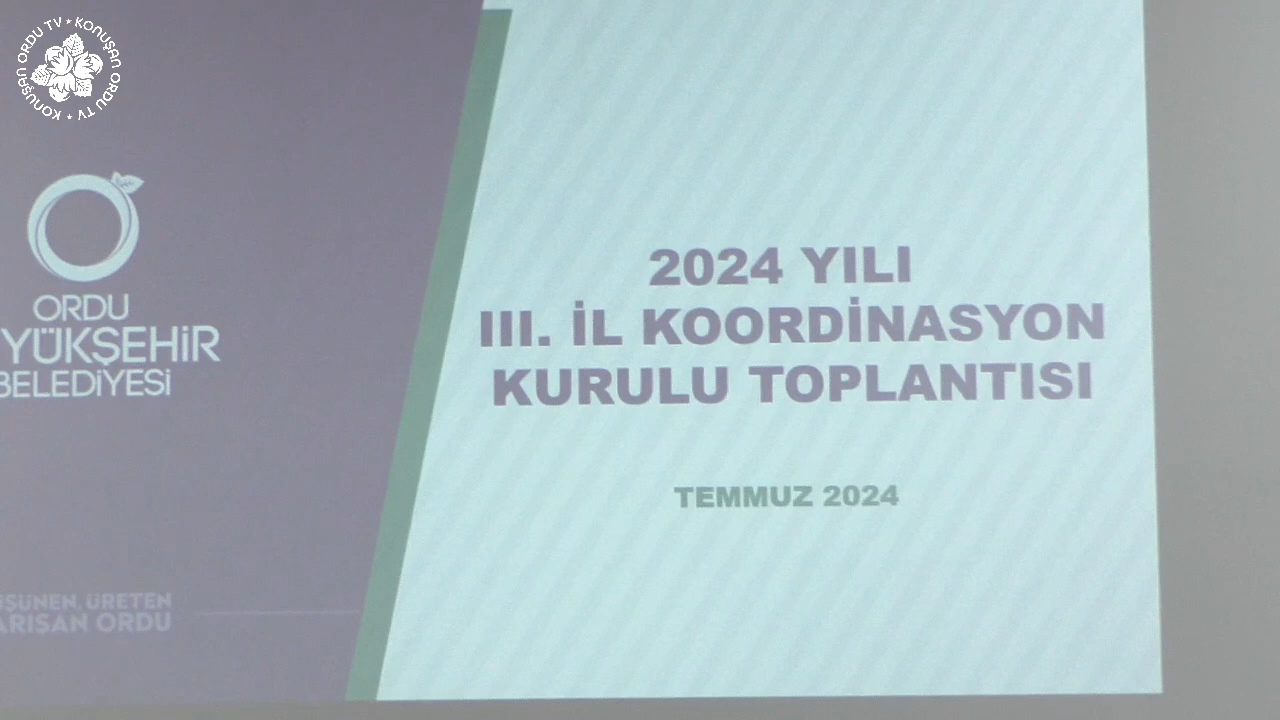 KONUŞAN ORDU TV ★ KONUŞAN ORDU TV ★
ORDU
YÜKŞEHİR
BELEDİYESİ
2024 YILI
III. İL KOORDİNASYON
KURULU TOPLANTISI
TEMMUZ 2024
ÜRETEN
ORDU